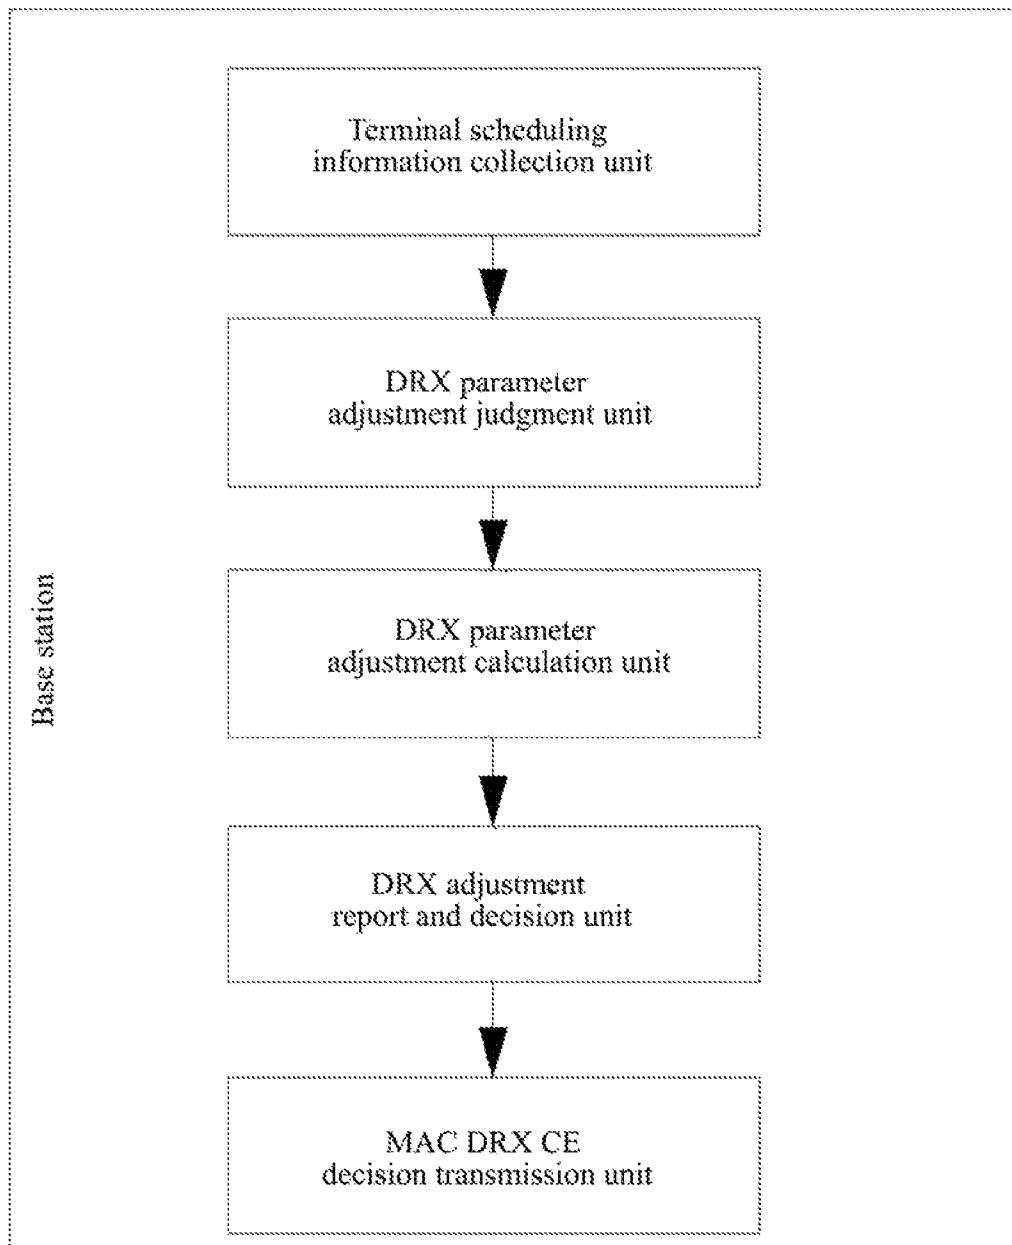 Terminal scheduling
information collection unit
DRX parameter
adjustment judgment unit
DRX parameter
adjustment calculation unit
Base station
DRX adjustment
report and decision unit
MAC DRX CE
decision transmission unit